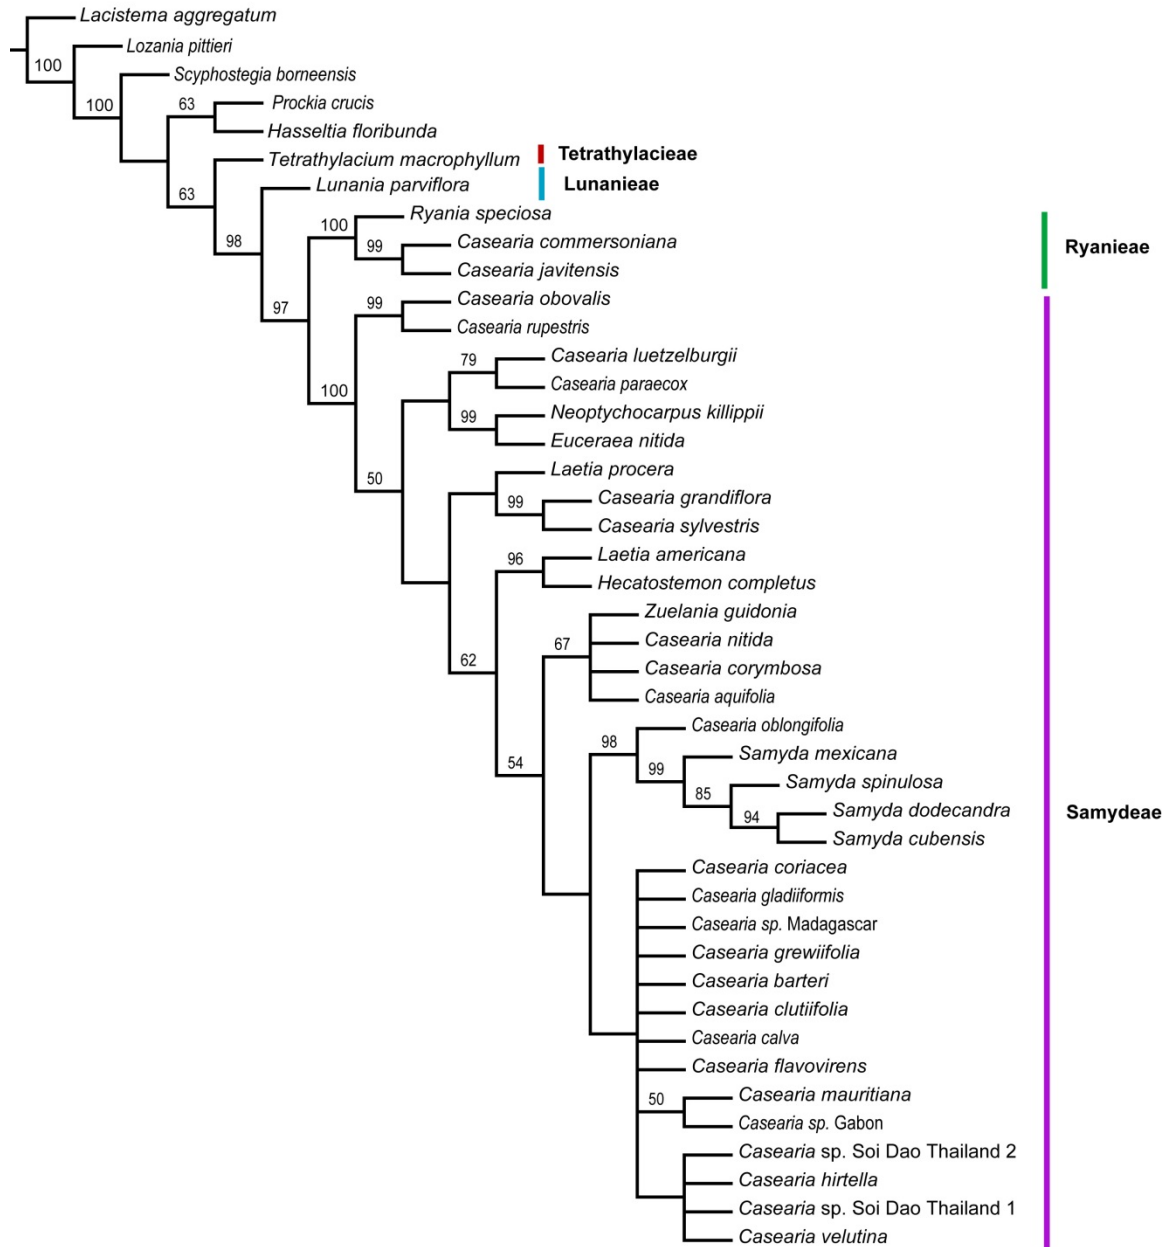 Lacistema aggregatum
Lozania pittieri
100
Scyphostegia borneensis
100
63
Prockia crucis
Hasseltia floribunda
Tetrathylacium macrophyllum
Tetrathylacieae
63
Lunania parviflora
Lunanieae
Ryania speciosa
100
98
99
Casearia commersoniana
Ryanieae
Casearia javitensis
97
99
Casearia obovalis
Casearia rupestris
79
Casearia luetzelburgii
Casearia paraecox
100
99
Neoptychocarpus killippii
Euceraea nitida
Laetia procera
50
99
Casearia grandiflora
Casearia sylvestris
96
Laetia americana
Hecatostemon completus
Zuelania guidonia
67
Casearia nitida
62
Casearia corymbosa
Casearia aquifolia
Casearia oblongifolia
98
Samyda mexicana
54
99
Samyda spinulosa
85
94
Samyda dodecandra
Samydeae
Samyda cubensis
Casearia coriacea
Casearia gladiiformis
Casearia sp. Madagascar
Casearia grewiifolia
Casearia barteri
Casearia clutiifolia
Casearia calva
Casearia flavovirens
50
Casearia mauritiana
Casearia sp. Gabon
Casearia sp. Soi Dao Thailand 2
Casearia hirtella
Casearia sp. Soi Dao Thailand 1
Casearia velutina